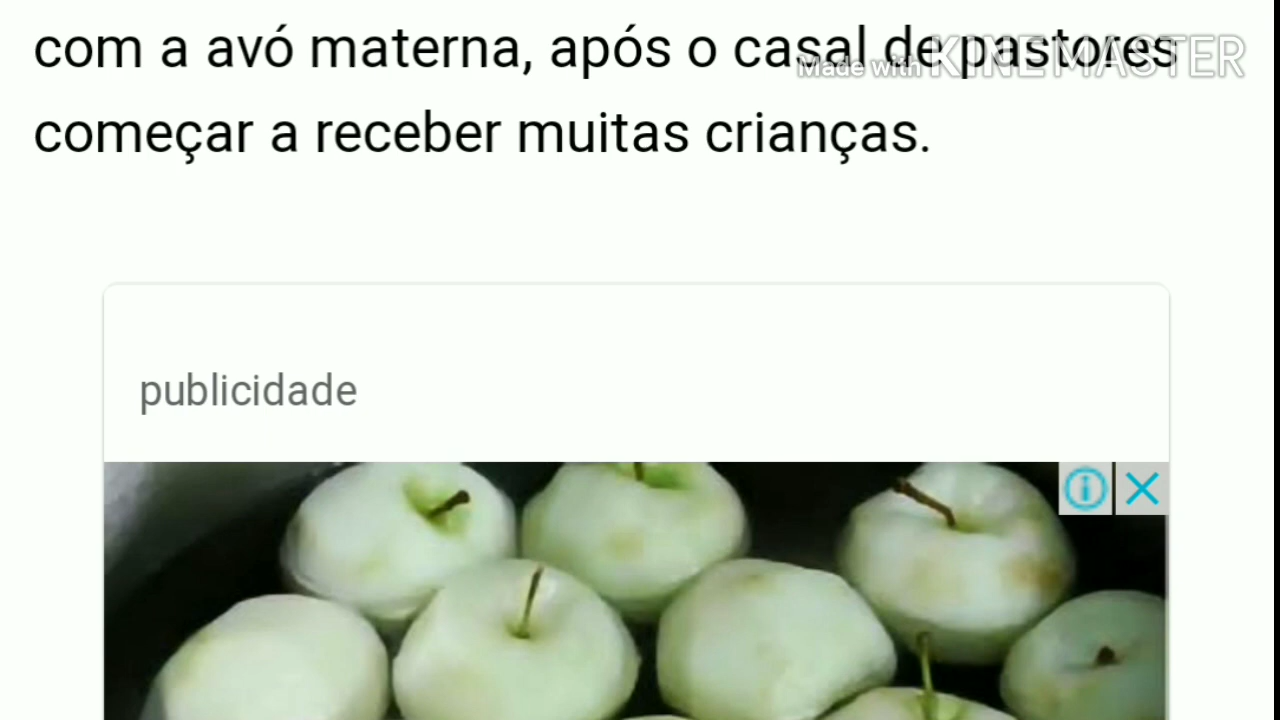 com a avó materna, após o casal de pastores
Made with KINEMASTER
começar a receber muitas crianças.
publicidade